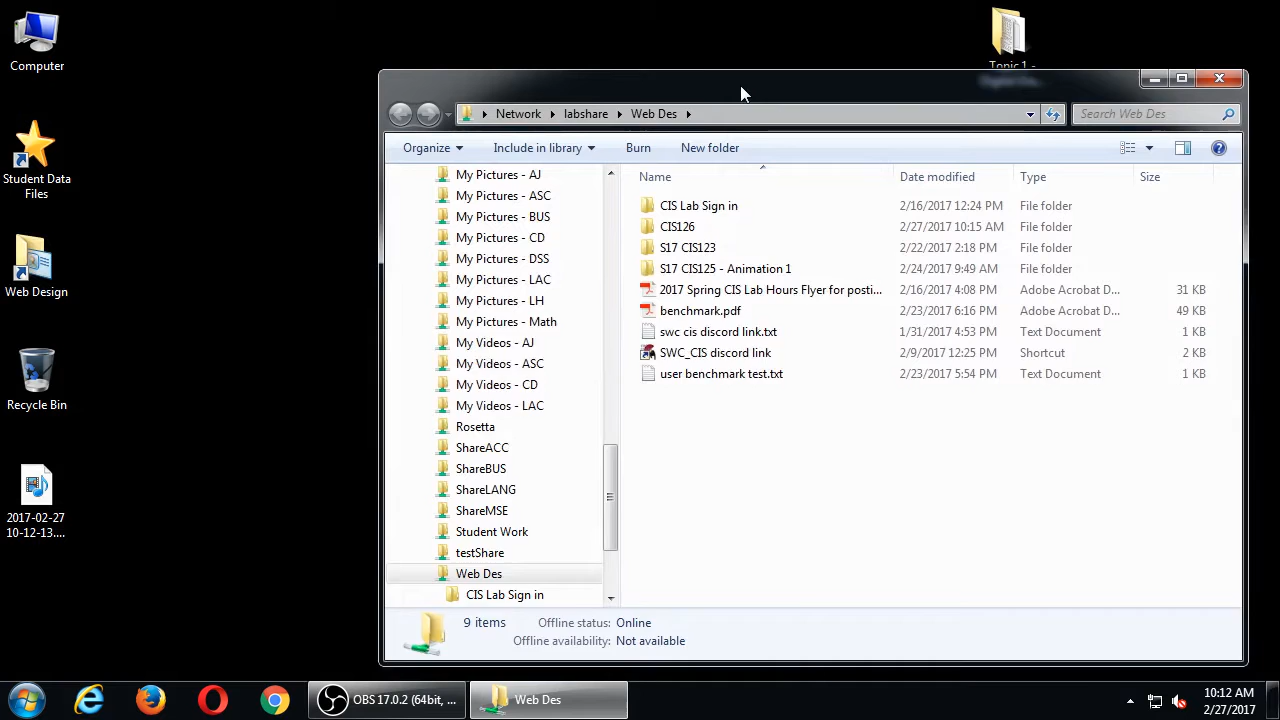 Computer
Student Data
Files
Web Design
Recycle Bin
2017-02-27
10-12-13....
Topic 1 -
Network
labshare
Web Des
Search Web Des
Organize
Include in library
Burn
New folder
My Pictures - AJ
My Pictures - ASC
My Pictures - BUS
My Pictures - CD
My Pictures - DSS
My Pictures - LAC
My Pictures - LH
My Pictures - Math
My Videos - AJ
My Videos - ASC
My Videos - CD
My Videos - LAC
Rosetta
ShareACC
ShareBUS
ShareLANG
ShareMSE
Student Work
testShare
Web Des
CIS Lab Sign in
Name Date modified Type Size
CIS Lab Sign in 2/16/2017 12:24 PM File folder
CIS126 2/27/2017 10:15 AM File folder
S17 CIS123 2/22/2017 2:18 PM File folder
S17 CIS125 - Animation 1 2/24/2017 9:49 AM File folder
2017 Spring CIS Lab Hours Flyer for posti... 2/16/2017 4:08 PM Adobe Acrobat D... 31 KB
benchmark.pdf 2/23/2017 6:16 PM Adobe Acrobat D... 49 KB
swc cis discord link.txt 1/31/2017 4:53 PM Text Document 1 KB
SWC_CIS discord link 2/9/2017 12:25 PM Shortcut 2 KB
user benchmark test.txt 2/23/2017 5:54 PM Text Document 1 KB
9 items Offline status: Online
Offline availability: Not available
OBS 17.0.2 (64bit, ...
Web Des
10:12 AM
2/27/2017